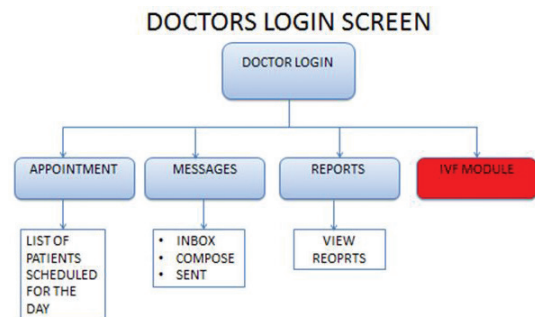 DOCTORS LOGIN SCREEN
DOCTOR LOGIN
APPOINTMENT
MESSAGES
REPORTS
IVF MODULE
LIST OF
PATIENTS
SCHEDULED
FOR THE
DAY
• INBOX
• COMPOSE
• SENT
VIEW
REOPRTS